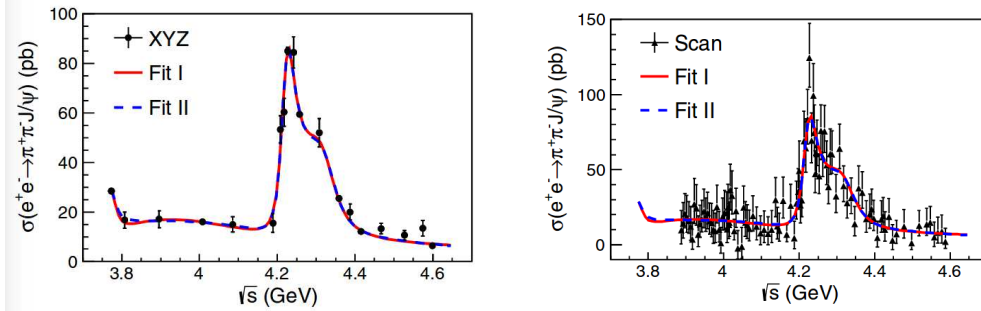 σ(e⁺e⁻→π⁺π⁻J/ψ) (pb)
100
80
60
40
20
0
XYZ
Fit I
Fit II
3.8 4 4.2 4.4 4.6
√s (GeV)
σ(e⁺e⁻→π⁺π⁻J/ψ) (pb)
150
100
50
0
Scan
Fit I
Fit II
3.8 4 4.2 4.4 4.6
√s (GeV)